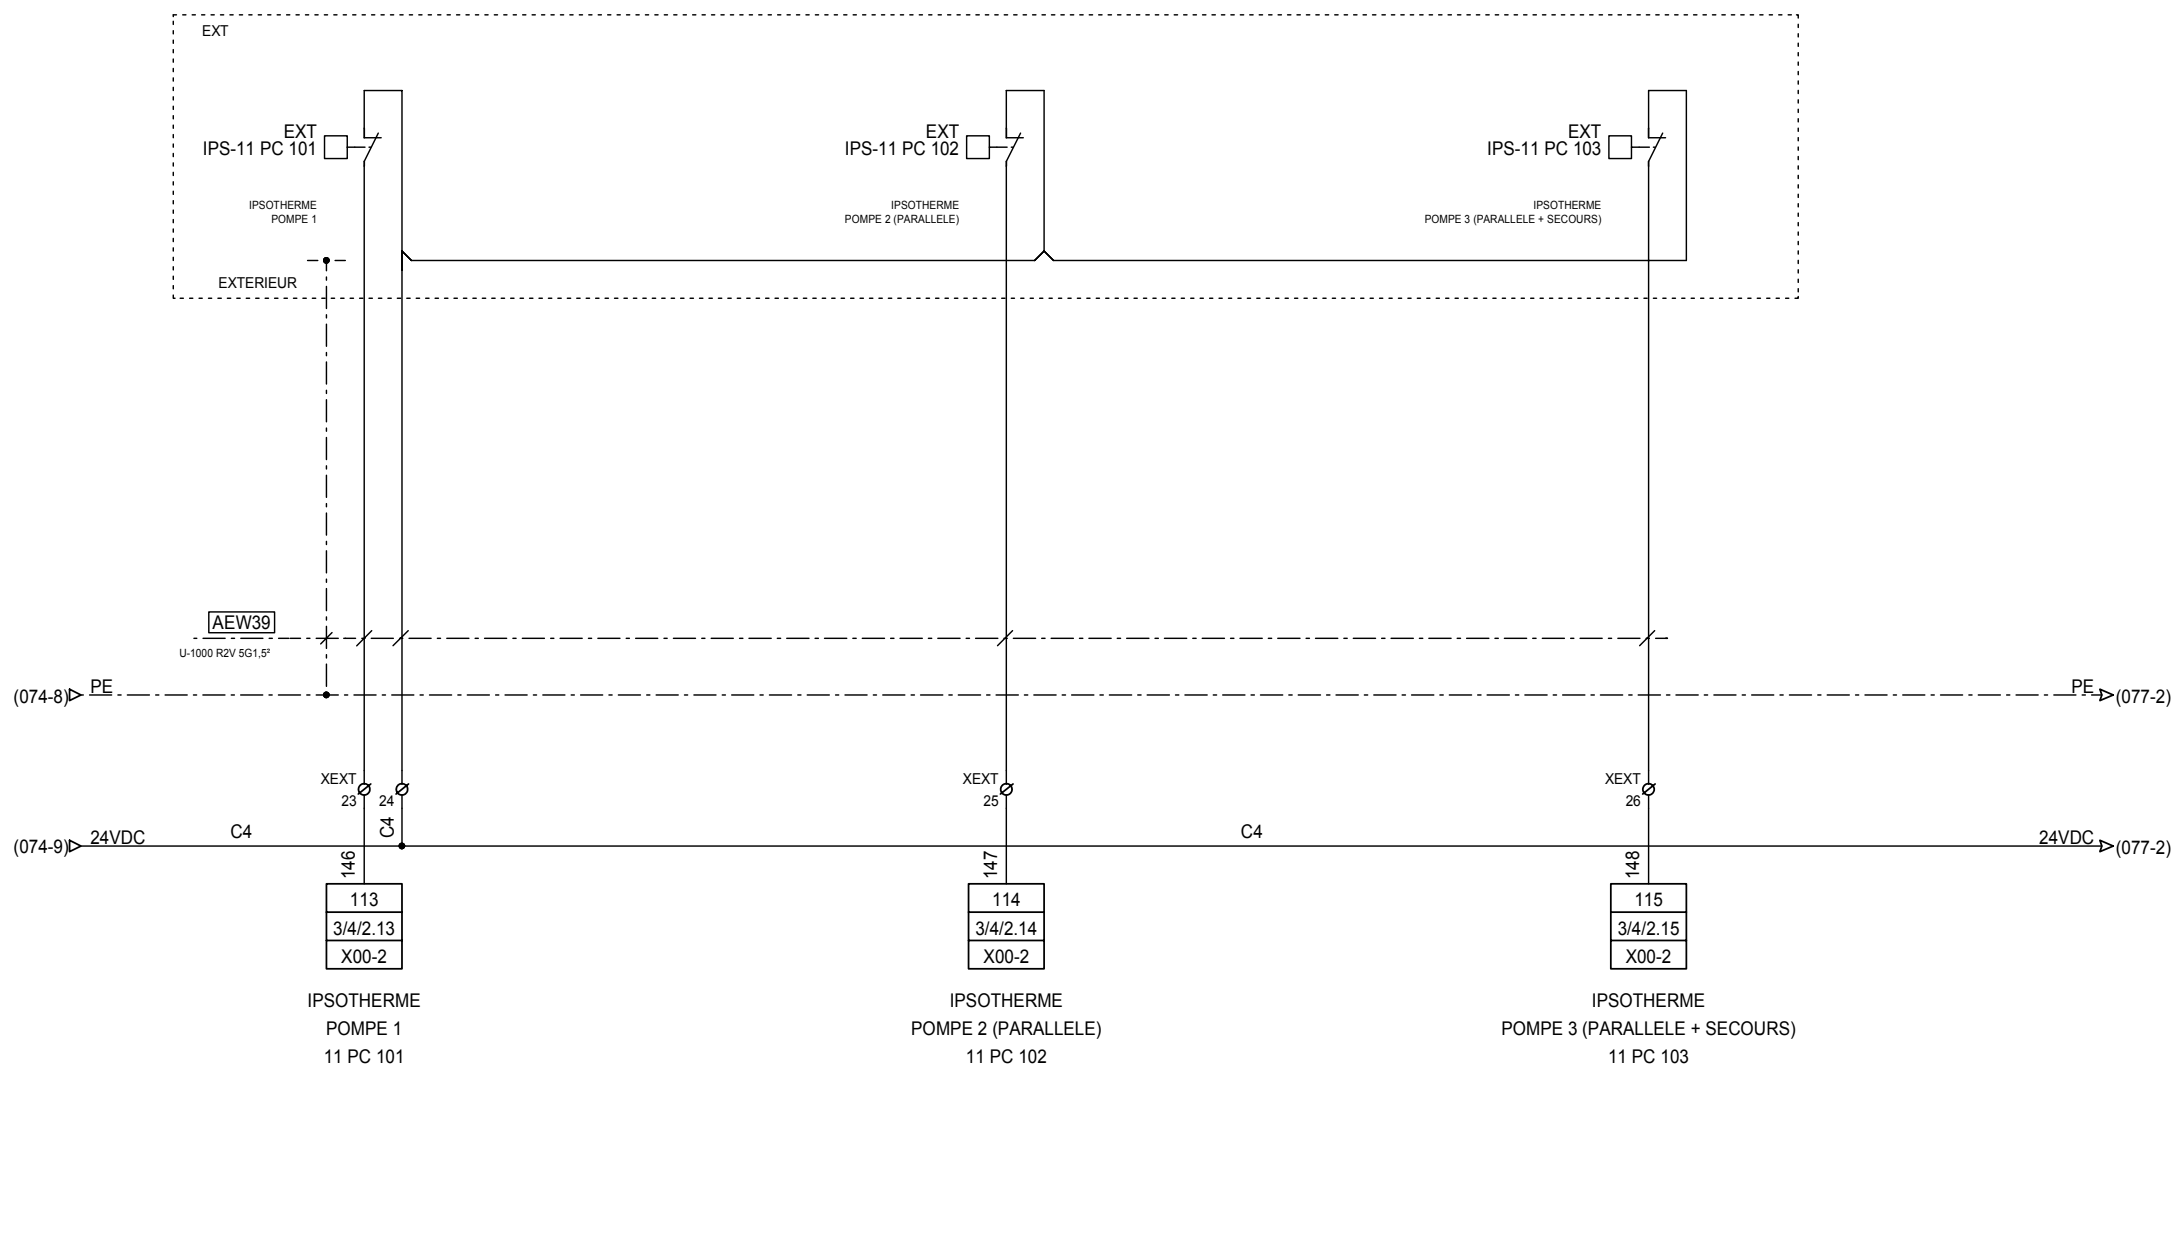 EXT
EXT
IPS-11 PC 101
EXT
IPS-11 PC 102
EXT
IPS-11 PC 103
IPSOTHERME
POMPE 1
IPSOTHERME
POMPE 2 (PARALLELE)
IPSOTHERME
POMPE 3 (PARALLELE + SECOURS)
EXTERIEUR
AEW39
U-1000 R2V 5G1,5²
(074-8) PE
PE (077-2)
XEXT
23
24
XEXT
25
XEXT
26
(074-9) 24VDC
C4
C4
C4
24VDC (077-2)
146
147
148
113
3/4/2.13
X00-2
114
3/4/2.14
X00-2
115
3/4/2.15
X00-2
IPSOTHERME
POMPE 1
11 PC 101
IPSOTHERME
POMPE 2 (PARALLELE)
11 PC 102
IPSOTHERME
POMPE 3 (PARALLELE + SECOURS)
11 PC 103